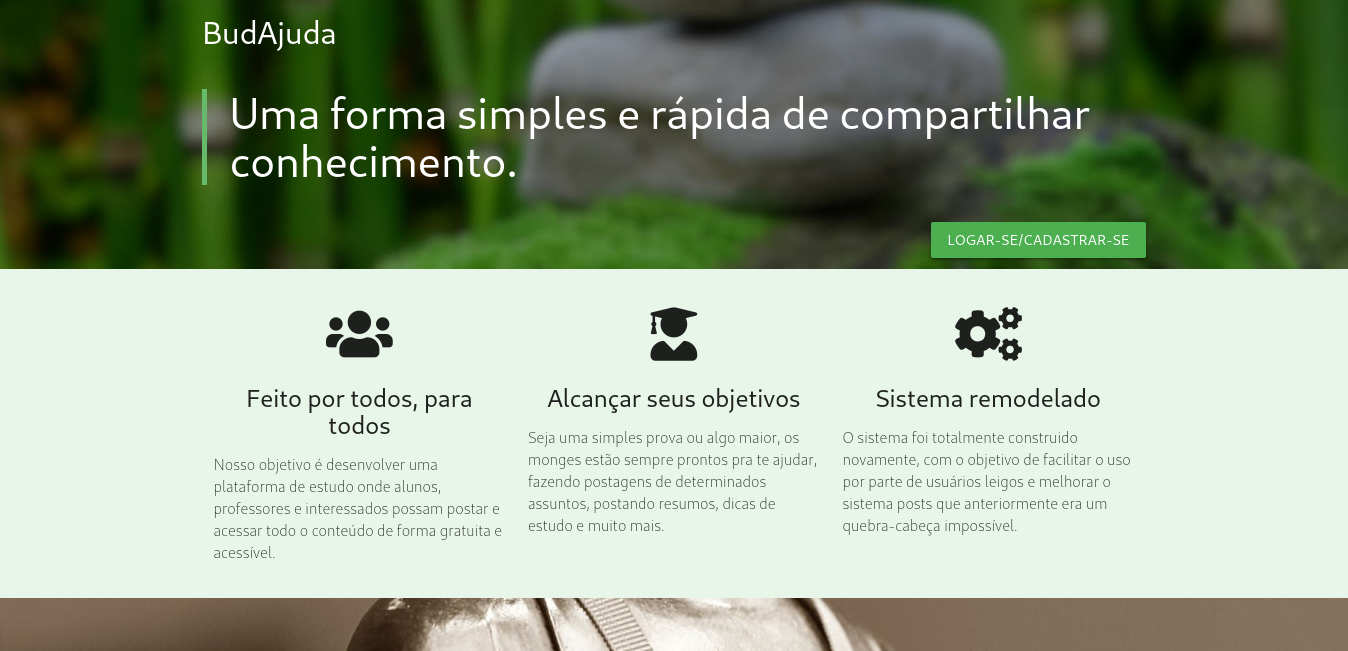 BudAjuda
Uma forma simples e rápida de compartilhar
conhecimento.
LOGAR-SE/CADASTRAR-SE
Feito por todos, para
todos
Nosso objetivo é desenvolver uma
plataforma de estudo onde alunos,
professores e interessados possam postar e
acessar todo o conteúdo de forma gratuita e
acessível.
Alcançar seus objetivos
Seja uma simples prova ou algo maior, os
monges estão sempre prontos pra te ajudar,
fazendo postagens de determinados
assuntos, postando resumos, dicas de
estudo e muito mais.
Sistema remodelado
O sistema foi totalmente construido
novamente, com o objetivo de facilitar o uso
por parte de usuários leigos e melhorar o
sistema posts que anteriormente era um
quebra-cabeça impossível.